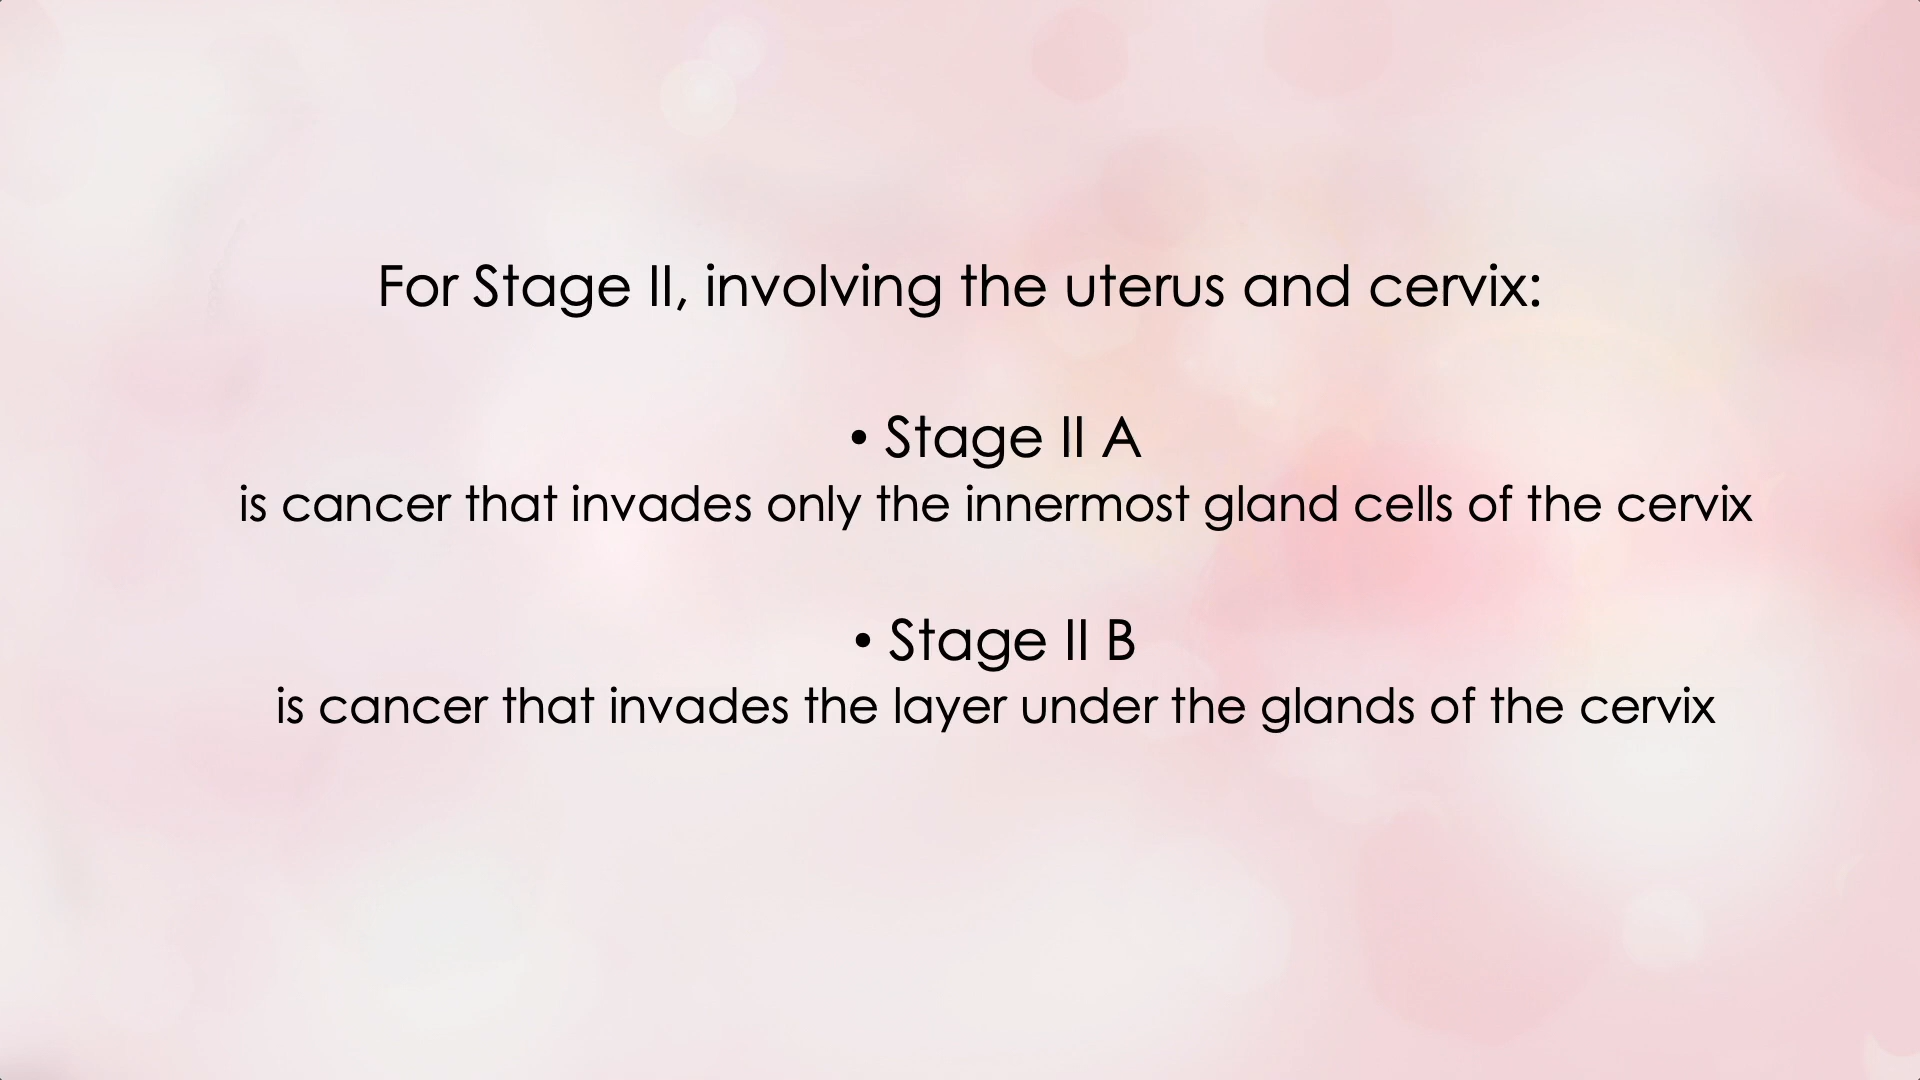 For Stage II, involving the uterus and cervix:
• Stage II A
is cancer that invades only the innermost gland cells of the cervix
• Stage II B
is cancer that invades the layer under the glands of the cervix